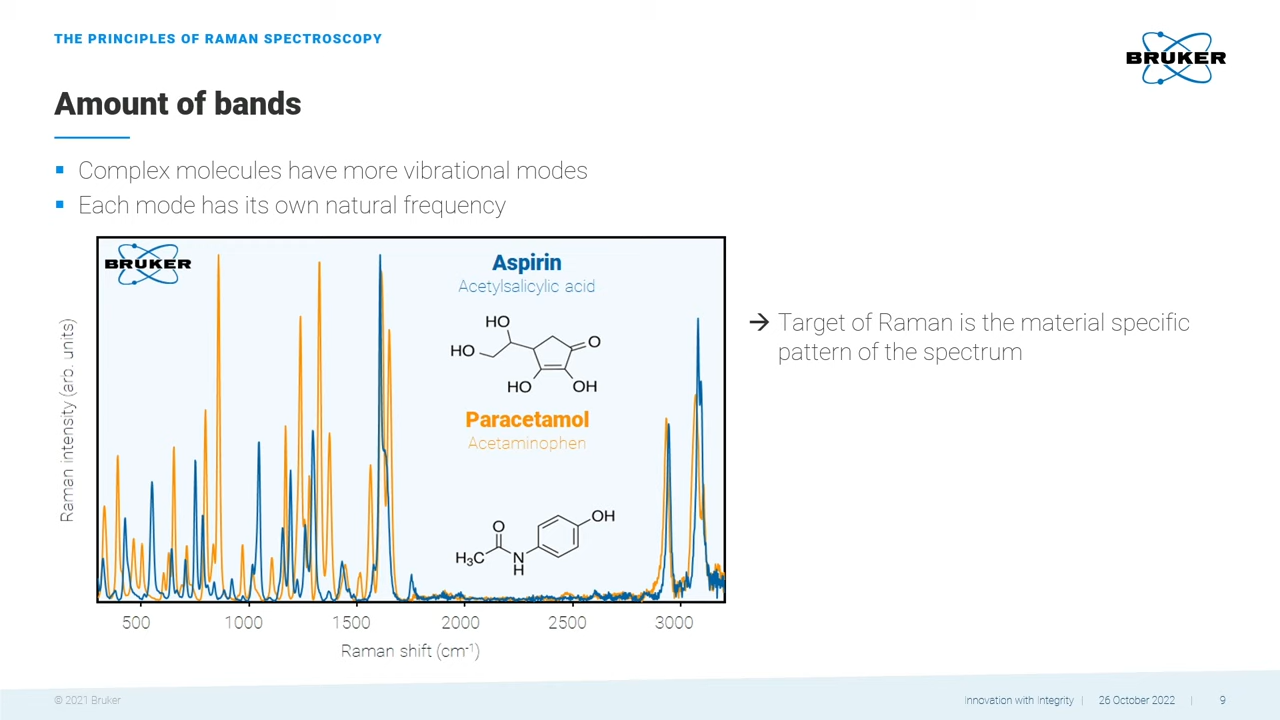 THE PRINCIPLES OF RAMAN SPECTROSCOPY
BRUKER
Amount of bands
Complex molecules have more vibrational modes
Each mode has its own natural frequency
BRUKER
Aspirin
Acetylsalicylic acid
HO
HO
O
HO
OH
Paracetamol
Acetaminophen
O
OH
H₃C
N
H
Raman intensity (arb. units)
500 1000 1500 2000 2500 3000
Raman shift (cm⁻¹)
→ Target of Raman is the material specific
pattern of the spectrum
© 2021 Bruker
Innovation with Integrity | 26 October 2022 | 9